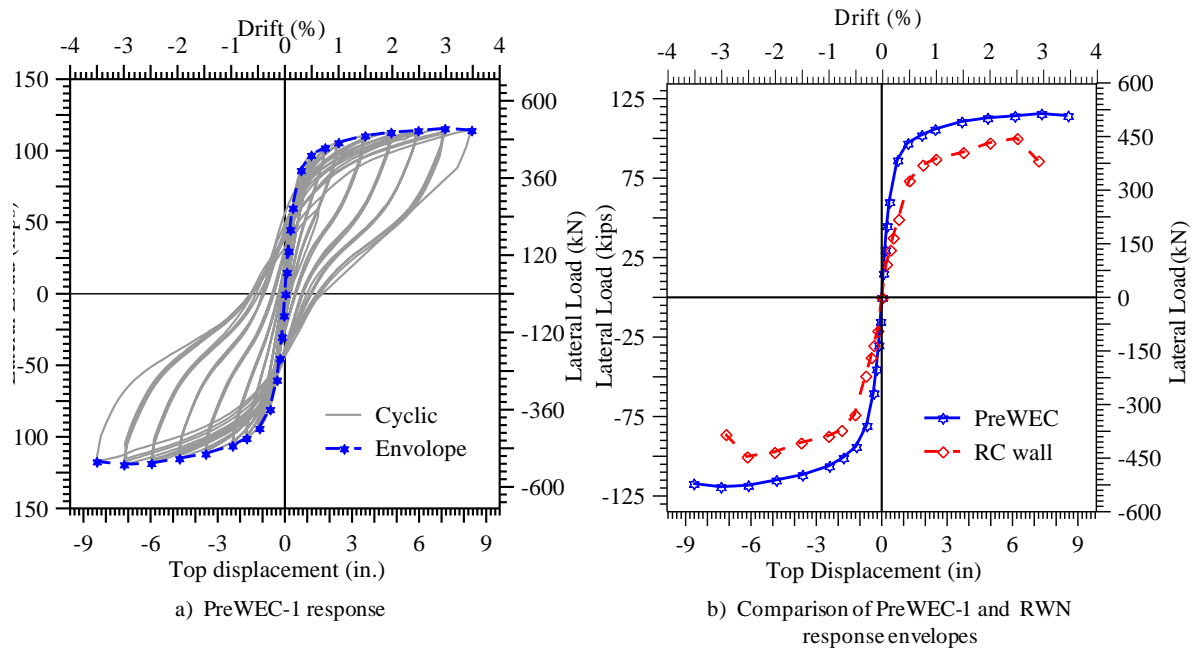 Drift (%)
-4 -3 -2 -1 0 1 2 3 4
150
100
50
0
-50
100
150
600
360
120
-120
-360
-600
Lateral Load (kN)
Cyclic
Envolope
-9 -6 -3 0 3 6 9
Top displacement (in.)
a) PreWEC-1 response
Drift (%)
-4 -3 -2 -1 0 1 2 3 4
Lateral Load (kips)
125
75
25
-25
-75
-125
600
450
300
150
0
-150
-300
-450
-600
Lateral Load (kN)
PreWEC
RC wall
-9 -6 -3 0 3 6 9
Top Displacement (in)
b) Comparison of PreWEC-1 and RWN
response envelopes